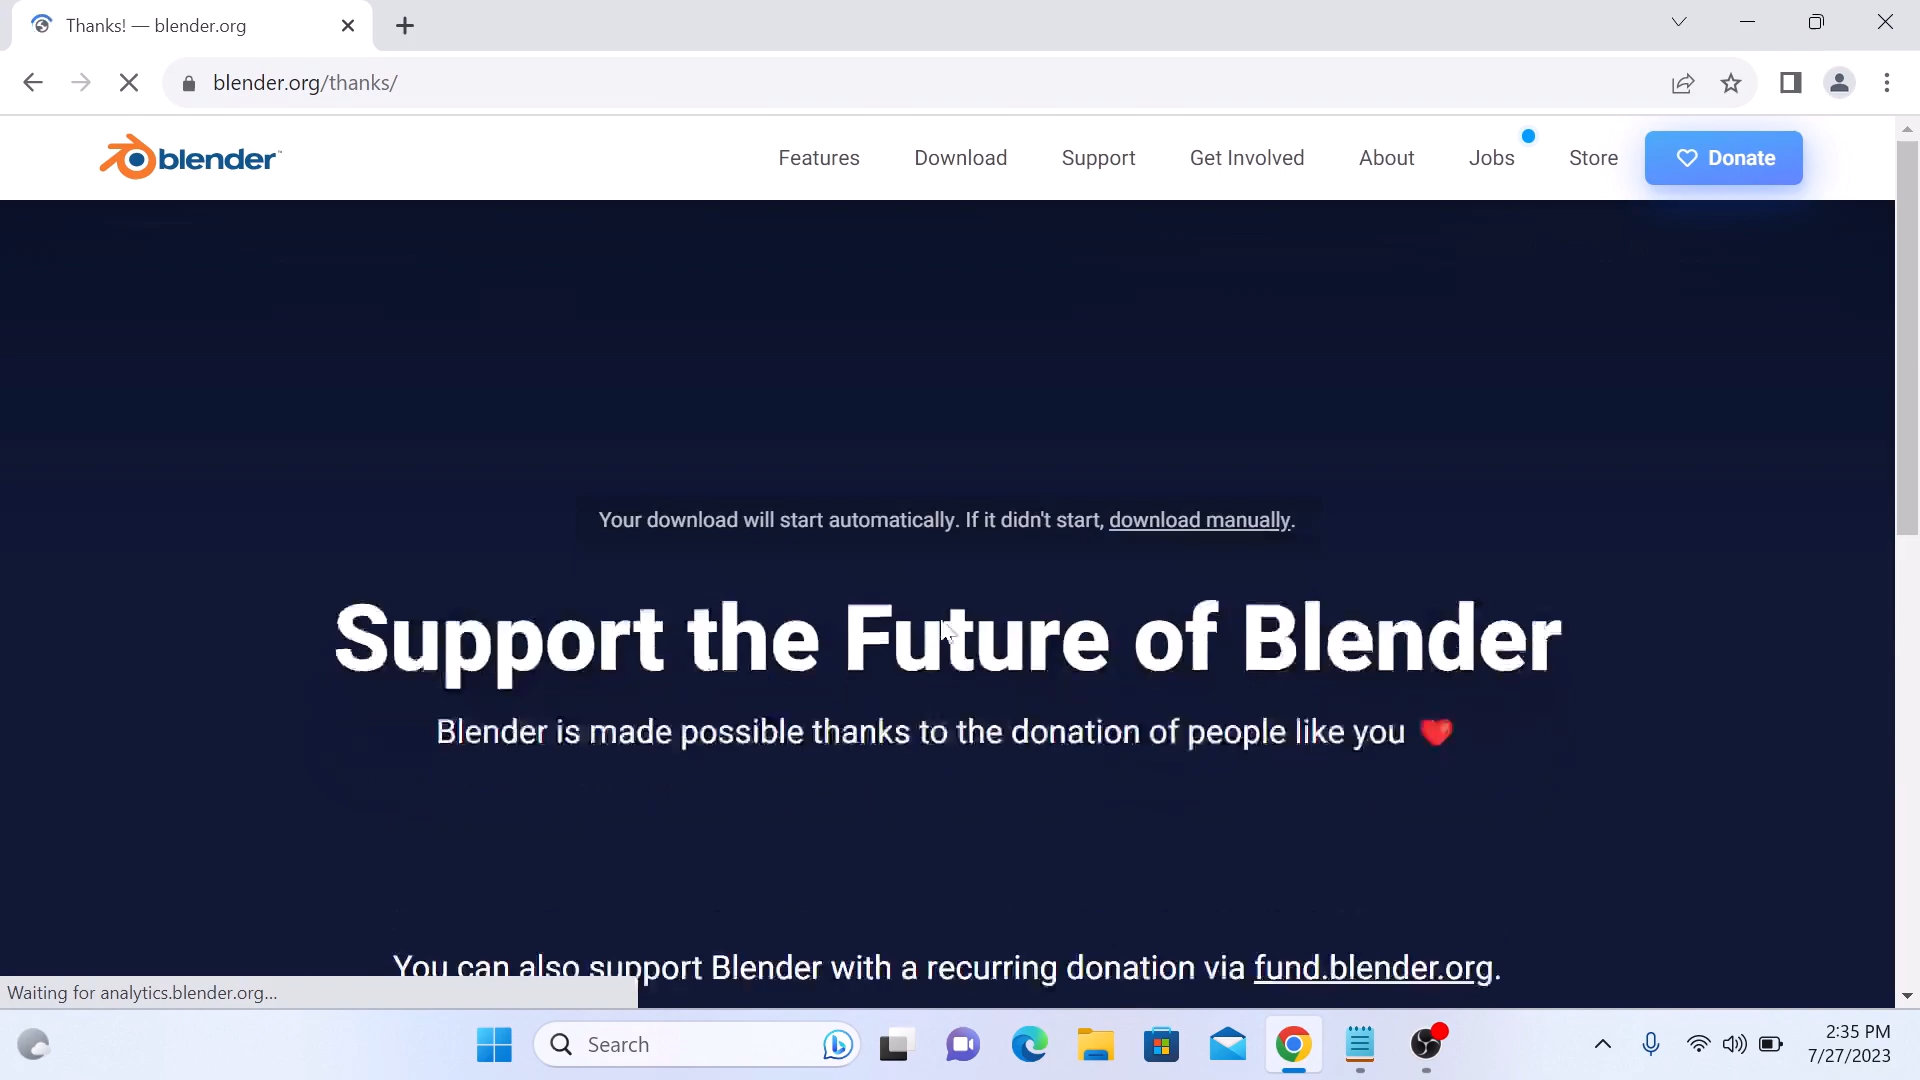 Thanks! — blender.org
blender.org/thanks/
blender™
Features
Download
Support
Get Involved
About
Jobs
Store
Donate
Your download will start automatically. If it didn't start, download manually.
Support the Future of Blender
Blender is made possible thanks to the donation of people like you
You can also support Blender with a recurring donation via fund.blender.org.
Waiting for analytics.blender.org...
Search
2:35 PM
7/27/2023